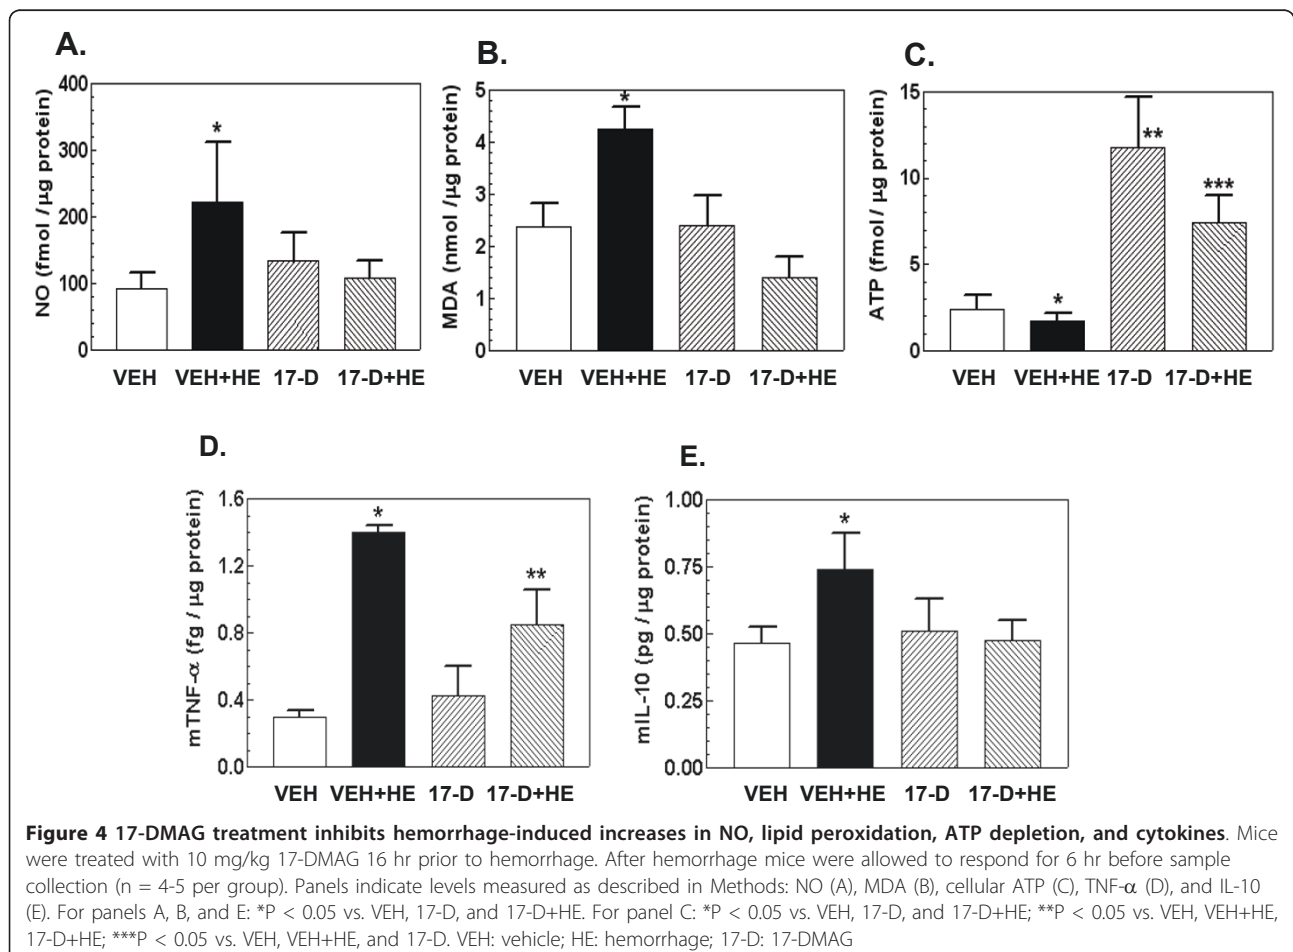 A.
400
300
200
100
0
NO (fmol /µg protein)
*
VEH VEH+HE 17-D 17-D+HE
B.
5
4
3
2
1
0
MDA (nmol /µg protein)
*
VEH VEH+HE 17-D 17-D+HE
C.
15
10
5
0
ATP (fmol / µg protein)
*
**
***
VEH VEH+HE 17-D 17-D+HE
D.
1.6
1.2
0.8
0.4
0.0
mTNF-α (fg / µg protein)
*
**
VEH VEH+HE 17-D 17-D+HE
E.
1.00
0.75
0.50
0.25
0.00
mIL-10 (pg / µg protein)
*
VEH VEH+HE 17-D 17-D+HE
Figure 4 17-DMAG treatment inhibits hemorrhage-induced increases in NO, lipid peroxidation, ATP depletion, and cytokines. Mice
were treated with 10 mg/kg 17-DMAG 16 hr prior to hemorrhage. After hemorrhage mice were allowed to respond for 6 hr before sample
collection (n = 4-5 per group). Panels indicate levels measured as described in Methods: NO (A), MDA (B), cellular ATP (C), TNF-α (D), and IL-10
(E). For panels A, B, and E: *P < 0.05 vs. VEH, 17-D, and 17-D+HE. For panel C: *P < 0.05 vs. VEH, 17-D, and 17-D+HE; **P < 0.05 vs. VEH, VEH+HE,
17-D+HE; ***P < 0.05 vs. VEH, VEH+HE, and 17-D. VEH: vehicle; HE: hemorrhage; 17-D: 17-DMAG